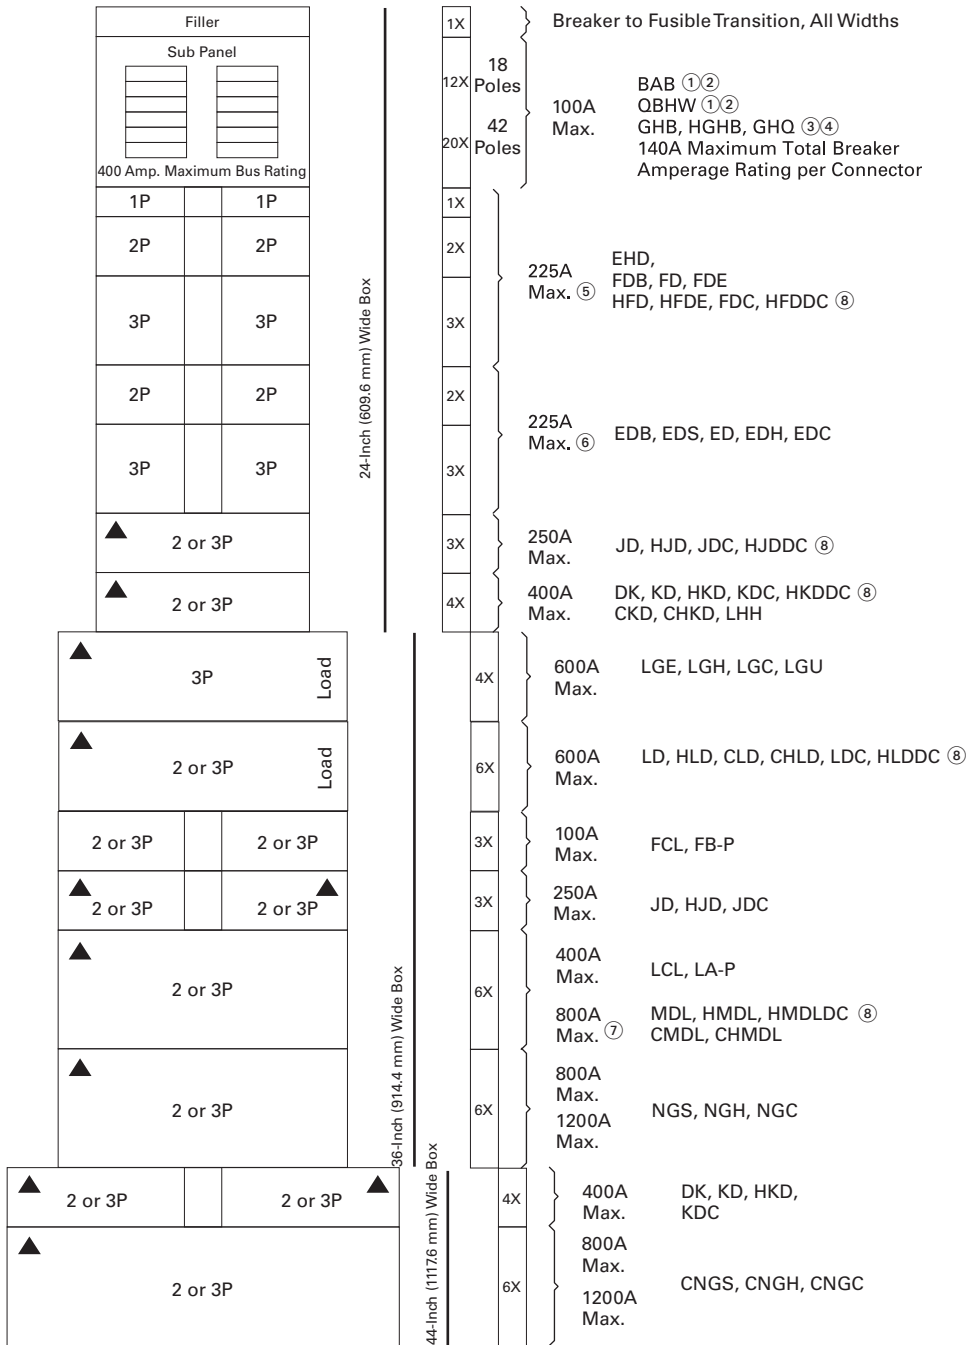 Filler
1X
Breaker to Fusible Transition, All Widths
Sub Panel
400 Amp. Maximum Bus Rating
12X
18 Poles
20X
42 Poles
100A Max.
BAB ①②
QBHW ①②
GHB, HGHB, GHQ ③④
140A Maximum Total Breaker
Amperage Rating per Connector
1P 1P
1X
2P 2P
2X
3P 3P
3X
225A
Max. ⑤
EHD,
FDB, FD, FDE
HFD, HFDE, FDC, HFDDC ⑧
2P 2P
2X
3P 3P
3X
225A
Max. ⑥
EDB, EDS, ED, EDH, EDC
2 or 3P
3X
250A
Max.
JD, HJD, JDC, HJDDC ⑧
2 or 3P
4X
400A
Max.
DK, KD, HKD, KDC, HKDDC ⑧
CKD, CHKD, LHH
24-Inch (609.6 mm) Wide Box
3P
Load
4X
600A
Max.
LGE, LGH, LGC, LGU
2 or 3P
Load
6X
600A
Max.
LD, HLD, CLD, CHLD, LDC, HLDDC ⑧
2 or 3P 2 or 3P
3X
100A
Max.
FCL, FB-P
2 or 3P 2 or 3P
3X
250A
Max.
JD, HJD, JDC
2 or 3P
6X
400A
Max.
LCL, LA-P
800A
Max. ⑦
MDL, HMDL, HMDLDC ⑧
CMDL, CHMDL
2 or 3P
6X
800A
Max.
1200A
Max.
NGS, NGH, NGC
36-Inch (914.4 mm) Wide Box
2 or 3P 2 or 3P
4X
400A
Max.
DK, KD, HKD,
KDC
2 or 3P
6X
800A
Max.
1200A
Max.
CNGS, CNGH, CNGC
44-Inch (1117.6 mm) Wide Box